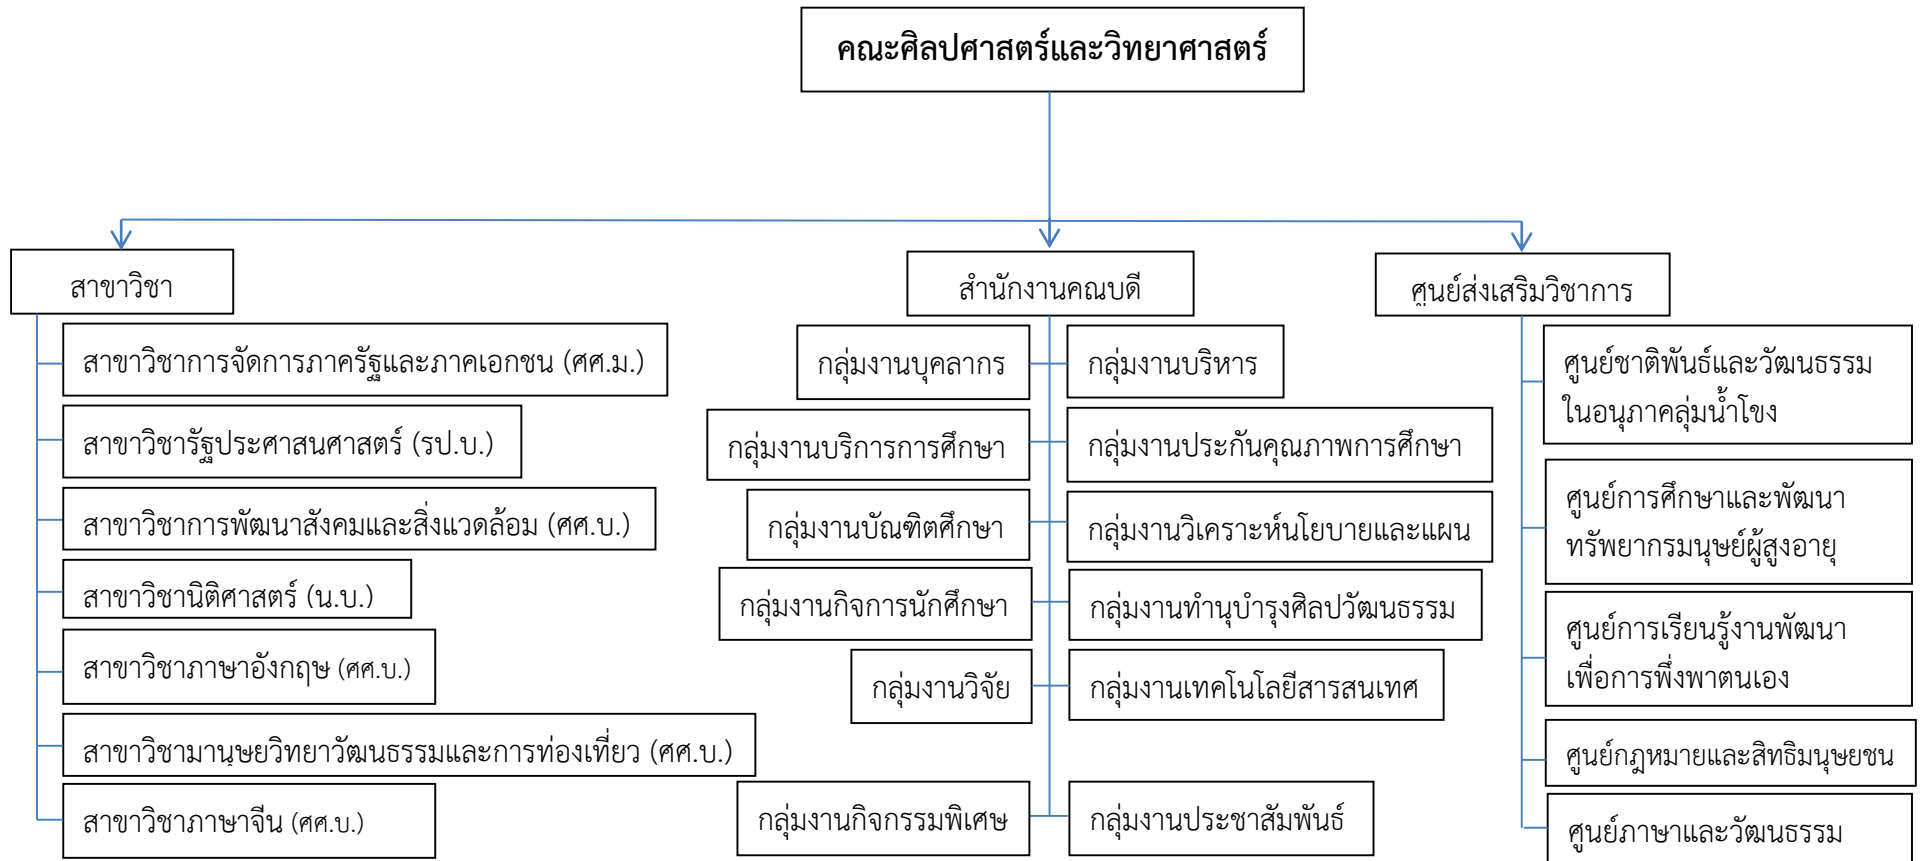 คณะศิลปศาสตร์และวิทยาศาสตร์
สาขาวิชา
สาขาวิชาการจัดการภาครัฐและภาคเอกชน (ศศ.ม.)
สาขาวิชารัฐประศาสนศาสตร์ (รป.บ.)
สาขาวิชาการพัฒนาสังคมและสิ่งแวดล้อม (ศศ.บ.)
สาขาวิชานิติศาสตร์ (น.บ.)
สาขาวิชาภาษาอังกฤษ (ศศ.บ.)
สาขาวิชามานุษยวิทยาวัฒนธรรมและการท่องเที่ยว (ศศ.บ.)
สาขาวิชาภาษาจีน (ศศ.บ.)
สำนักงานคณบดี
กลุ่มงานบุคลากร
กลุ่มงานบริหาร
กลุ่มงานบริการการศึกษา
กลุ่มงานประกันคุณภาพการศึกษา
กลุ่มงานบัณฑิตศึกษา
กลุ่มงานวิเคราะห์นโยบายและแผน
กลุ่มงานกิจการนักศึกษา
กลุ่มงานทำนุบำรุงศิลปวัฒนธรรม
กลุ่มงานวิจัย
กลุ่มงานเทคโนโลยีสารสนเทศ
กลุ่มงานกิจกรรมพิเศษ
กลุ่มงานประชาสัมพันธ์
ศูนย์ส่งเสริมวิชาการ
ศูนย์ชาติพันธ์และวัฒนธรรม
ในอนุภาคลุ่มน้ำโขง
ศูนย์การศึกษาและพัฒนา
ทรัพยากรมนุษย์ผู้สูงอายุ
ศูนย์การเรียนรู้งานพัฒนา
เพื่อการพึ่งพาตนเอง
ศูนย์กฎหมายและสิทธิมนุษยชน
ศูนย์ภาษาและวัฒนธรรม